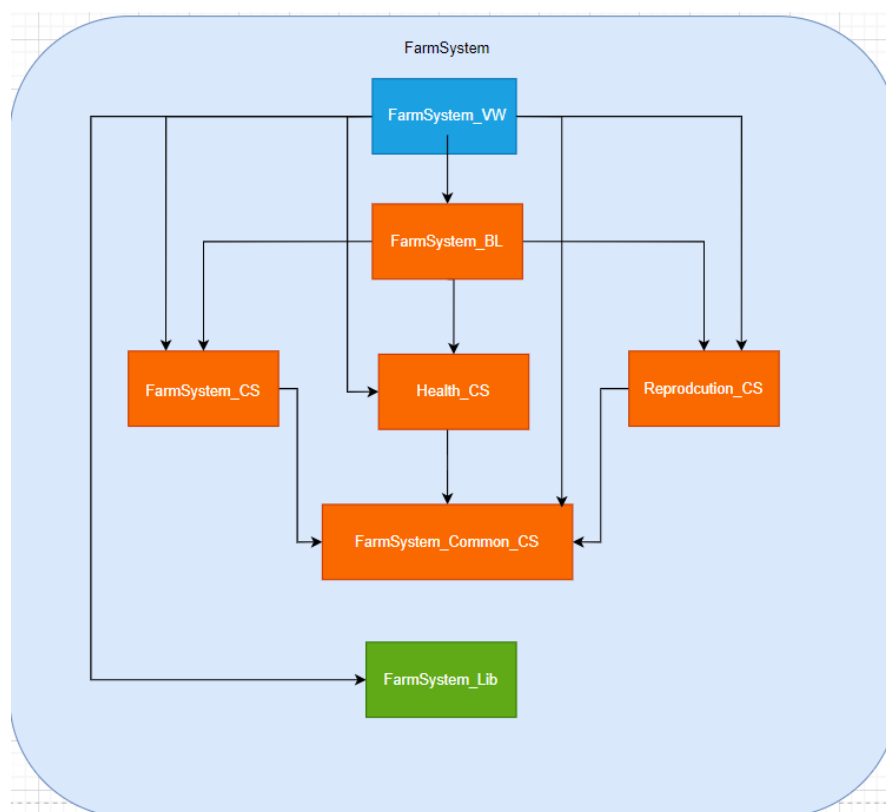 FarmSystem
FarmSystem_VW
FarmSystem_BL
FarmSystem_CS
Health_CS
Reprodcution_CS
FarmSystem_Common_CS
FarmSystem_Lib